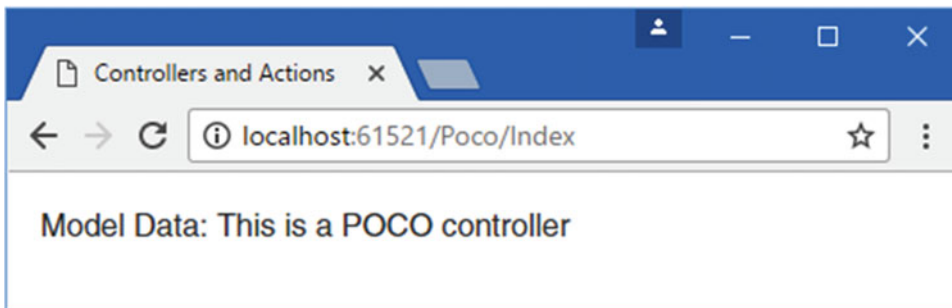 Controllers and Actions
localhost:61521/Poco/Index
Model Data: This is a POCO controller